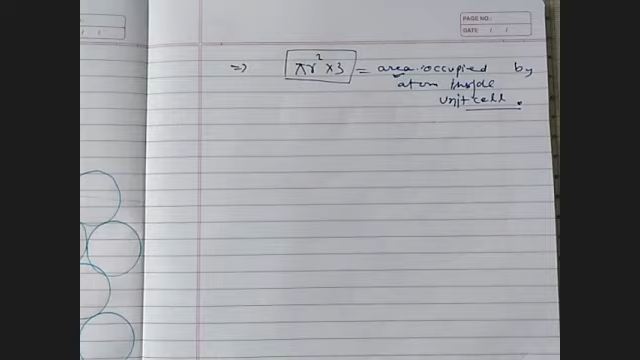 PAGE NO.:
DATE / /
=> πr² × 3 = area occupied by
atom inside
unit cell.